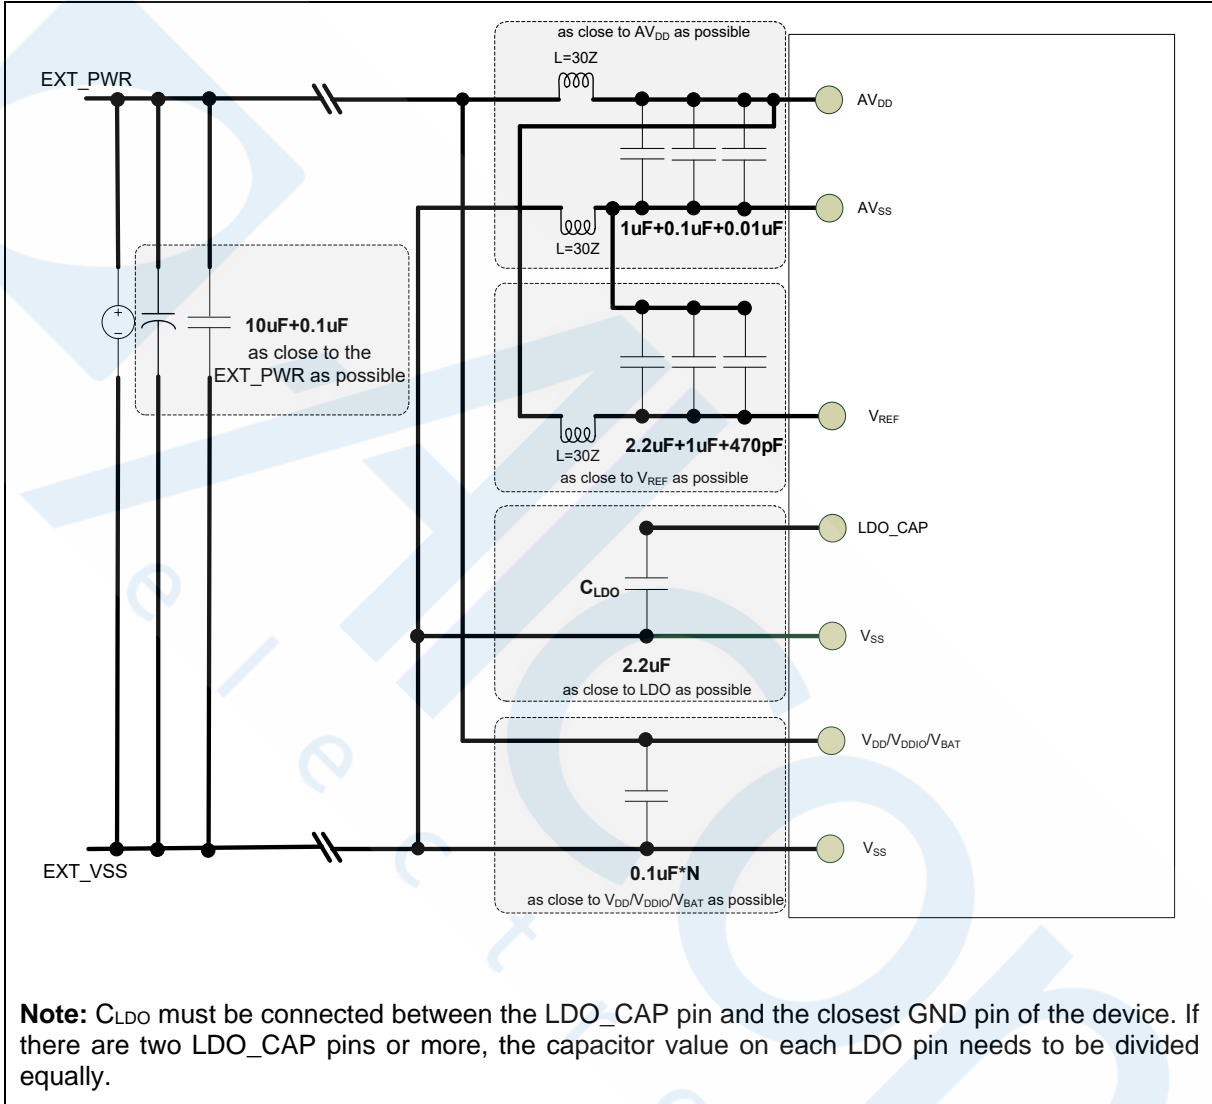 as close to AVDD as possible
L=30Z
EXT_PWR
AVDD
AVSS
1uF+0.1uF+0.01uF
L=30Z
+
−
10uF+0.1uF
as close to the
EXT_PWR as possible
VREF
2.2uF+1uF+470pF
L=30Z
as close to VREF as possible
LDO_CAP
CLDO
VSS
2.2uF
as close to LDO as possible
VDD/VDDIO/VBAT
VSS
EXT_VSS
0.1uF*N
as close to VDD/VDDIO/VBAT as possible
Note: CLDO must be connected between the LDO_CAP pin and the closest GND pin of the device. If
there are two LDO_CAP pins or more, the capacitor value on each LDO pin needs to be divided
equally.